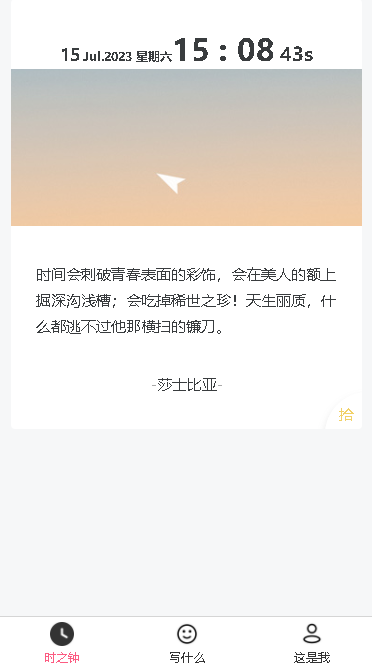 15 Jul.2023 星期六 15 : 08 43s
时间会刺破青春表面的彩饰，会在美人的额上
掘深沟浅槽；会吃掉稀世之珍！天生丽质，什
么都逃不过他那横扫的镰刀。
-莎士比亚-
拾
时之钟 写什么 这是我